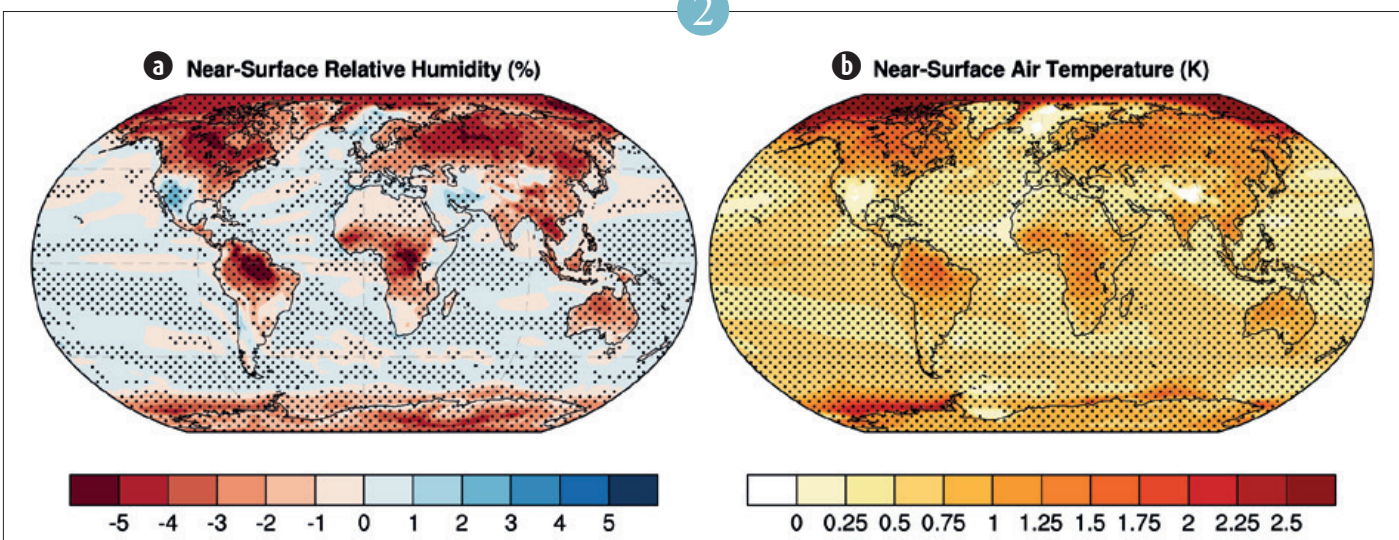 2
a Near-Surface Relative Humidity (%)
b Near-Surface Air Temperature (K)
-5 -4 -3 -2 -1 0 1 2 3 4 5
0 0.25 0.5 0.75 1 1.25 1.5 1.75 2 2.25 2.5